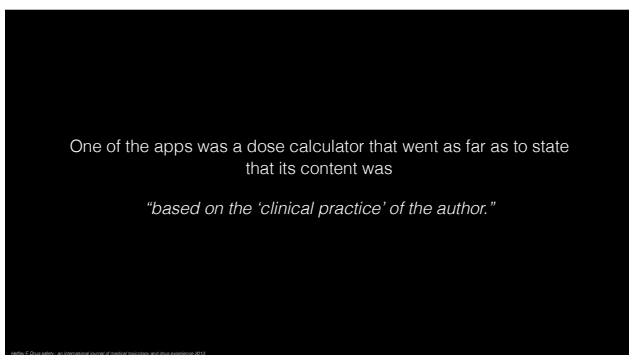 One of the apps was a dose calculator that went as far as to state
that its content was
“based on the ‘clinical practice’ of the author.”
Haffey F. Drug safety : an international journal of medical toxicology and drug experience 2013